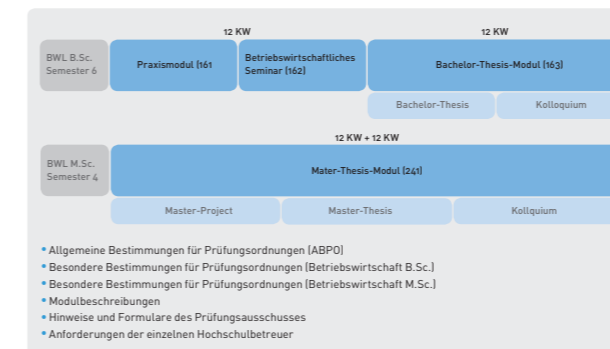 12 KW
12 KW
BWL B.Sc.
Semester 6
Praxismodul (161
Betriebswirtschaftliches
Seminar (162)
Bachelor-Thesis-Modul (163)
Bachelor-Thesis
Kolloquium
12 KW + 12 KW
BWL M.Sc.
Semester 4
Mater-Thesis-Modul (241)
Master-Project
Master-Thesis
Kollquium
• Allgemeine Bestimmungen für Prüfungsordnungen (ABPO)
• Besondere Bestimmungen für Prüfungsordnungen (Betriebswirtschaft B.Sc.)
• Besondere Bestimmungen für Prüfungsordnungen (Betriebswirtschaft M.Sc.)
• Modulbeschreibungen
• Hinweise und Formulare des Prüfungsausschusses
• Anforderungen der einzelnen Hochschulbetreuer